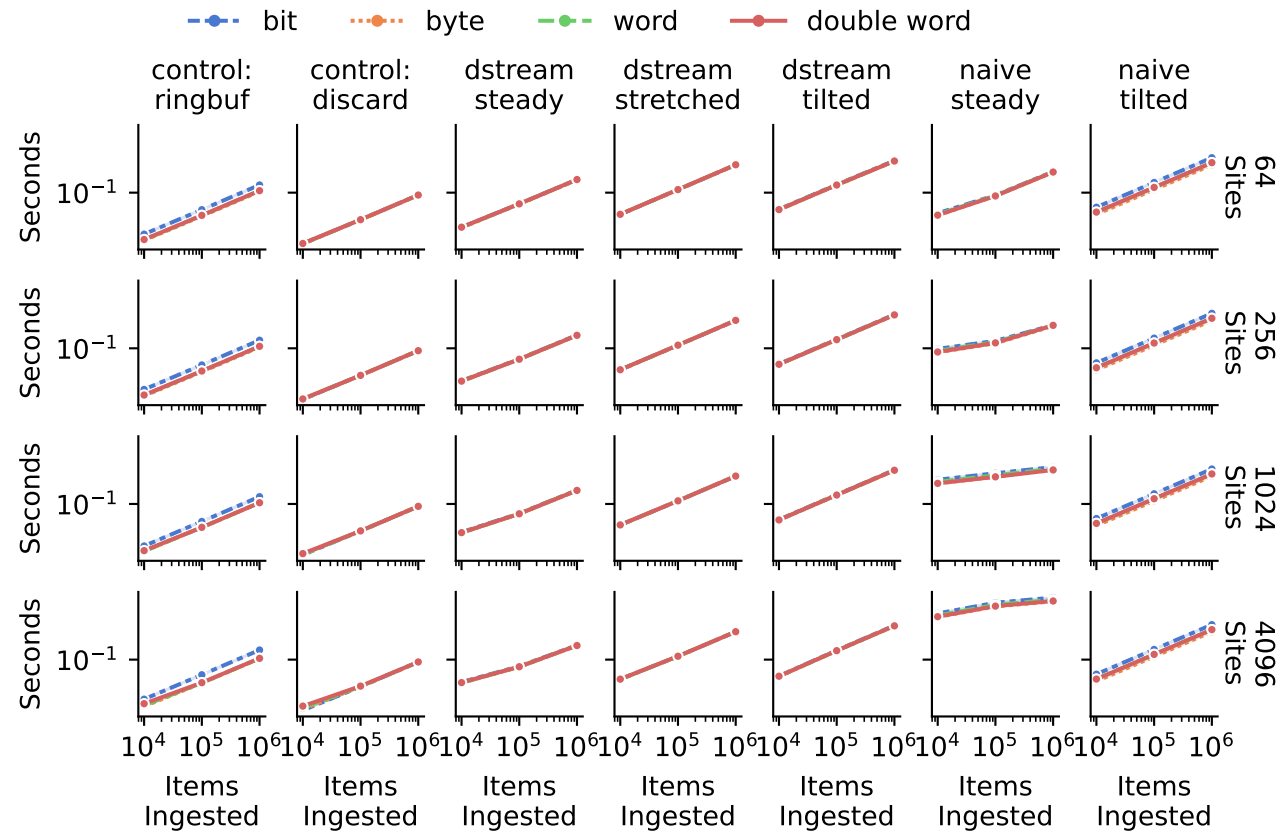 bit byte word double word
control: control: dstream dstream dstream naive naive
ringbuf discard steady stretched tilted steady tilted
Seconds 10⁻¹ 64 Sites
Seconds 10⁻¹ 256 Sites
Seconds 10⁻¹ 1024 Sites
Seconds 10⁻¹ 4096 Sites
10⁴ 10⁵ 10⁶ 10⁴ 10⁵ 10⁶ 10⁴ 10⁵ 10⁶ 10⁴ 10⁵ 10⁶ 10⁴ 10⁵ 10⁶ 10⁴ 10⁵ 10⁶ 10⁴ 10⁵ 10⁶
Items Items Items Items Items Items Items
Ingested Ingested Ingested Ingested Ingested Ingested Ingested